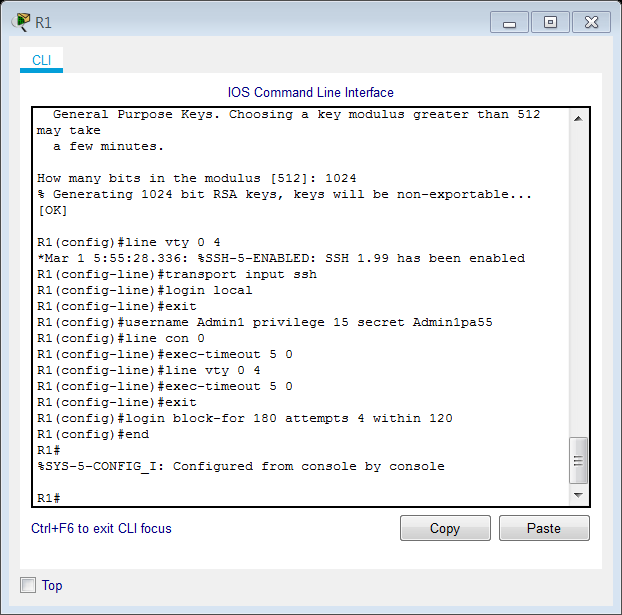 R1
CLI
IOS Command Line Interface
General Purpose Keys. Choosing a key modulus greater than 512
may take
a few minutes.
How many bits in the modulus [512]: 1024
% Generating 1024 bit RSA keys, keys will be non-exportable...
[OK]
R1(config)#line vty 0 4
*Mar 1 5:55:28.336: %SSH-5-ENABLED: SSH 1.99 has been enabled
R1(config-line)#transport input ssh
R1(config-line)#login local
R1(config-line)#exit
R1(config)#username Admin1 privilege 15 secret Admin1pa55
R1(config)#line con 0
R1(config-line)#exec-timeout 5 0
R1(config-line)#line vty 0 4
R1(config-line)#exec-timeout 5 0
R1(config-line)#exit
R1(config)#login block-for 180 attempts 4 within 120
R1(config)#end
R1#
%SYS-5-CONFIG_I: Configured from console by console
R1#
Ctrl+F6 to exit CLI focus
Copy
Paste
Top